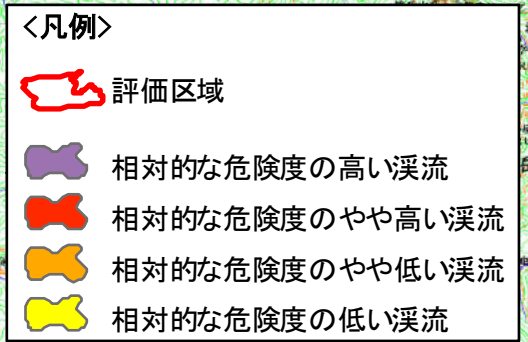 <凡例>
評価区域
相対的な危険度の高い渓流
相対的な危険度のやや高い渓流
相対的な危険度のやや低い渓流
相対的な危険度の低い渓流